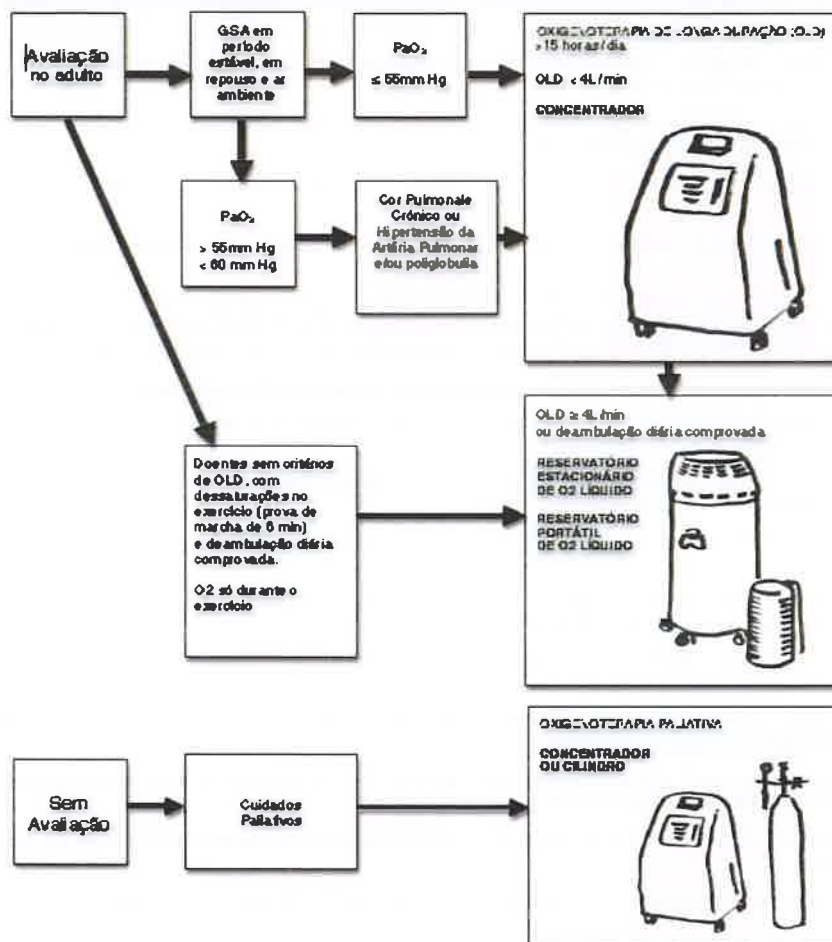 Avaliação
no adulto
GSA em
período
estável, em
repouso e ar
ambiente
PaO₂
≤ 55mm Hg
OXIGENOTERAPIA DE LONGA DURAÇÃO (OLD)
>15 horas/dia
OLD < 4L/min
CONCENTRADOR
PaO₂
> 55mm Hg
< 60 mm Hg
Cor Pulmonale
Crónico ou
Hipertensão da
Artéria Pulmonar
e/ou poliglobulia
OLD ≥ 4L/min
ou deambulação diária comprovada
RESERVATÓRIO
ESTACIONÁRIO
DE O2 LÍQUIDO
RESERVATÓRIO
PORTÁTIL
DE O2 LÍQUIDO
Doentes sem critérios
de OLD, com
dessaturações no
exercício (prova de
marcha de 6 min)
e deambulação diária
comprovada.
O2 só durante o
exercício
Sem
Avaliação
Cuidados
Paliativos
OXIGENOTERAPIA PALIATIVA
CONCENTRADOR
OU CILINDRO